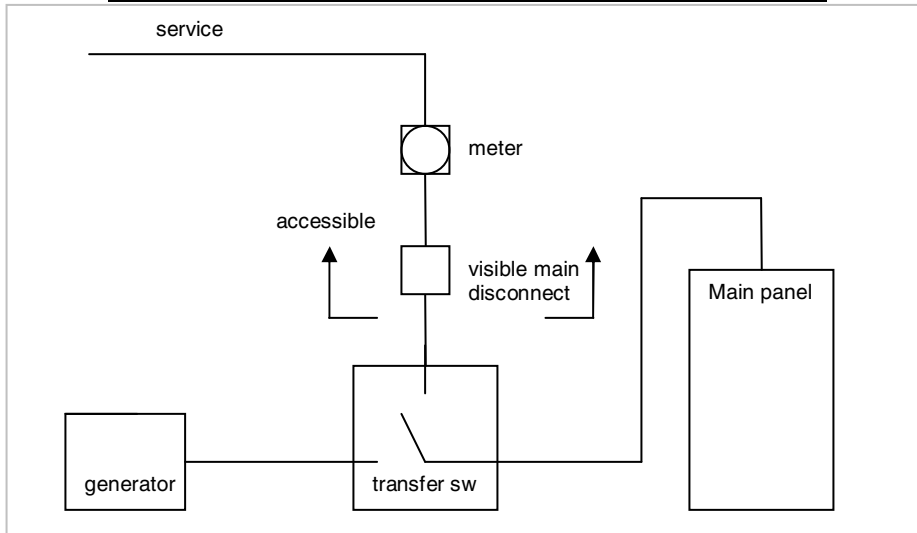 service
meter
accessible
visible main
disconnect
Main panel
generator
transfer sw